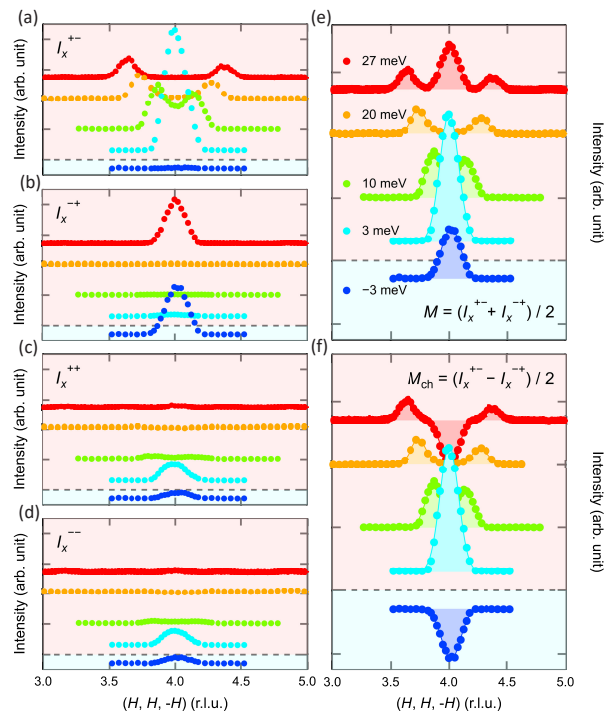 (a)
I_x^{+−}
Intensity (arb. unit)
(b)
I_x^{−+}
Intensity (arb. unit)
(c)
I_x^{++}
Intensity (arb. unit)
(d)
I_x^{−−}
Intensity (arb. unit)
3.0 3.5 4.0 4.5 5.0
(H, H, -H) (r.l.u.)
(e)
27 meV
20 meV
10 meV
3 meV
−3 meV
M = (I_x^{+−} + I_x^{−+}) / 2
Intensity (arb. unit)
(f)
M_ch = (I_x^{+−} − I_x^{−+}) / 2
Intensity (arb. unit)
3.0 3.5 4.0 4.5 5.0
(H, H, -H) (r.l.u.)